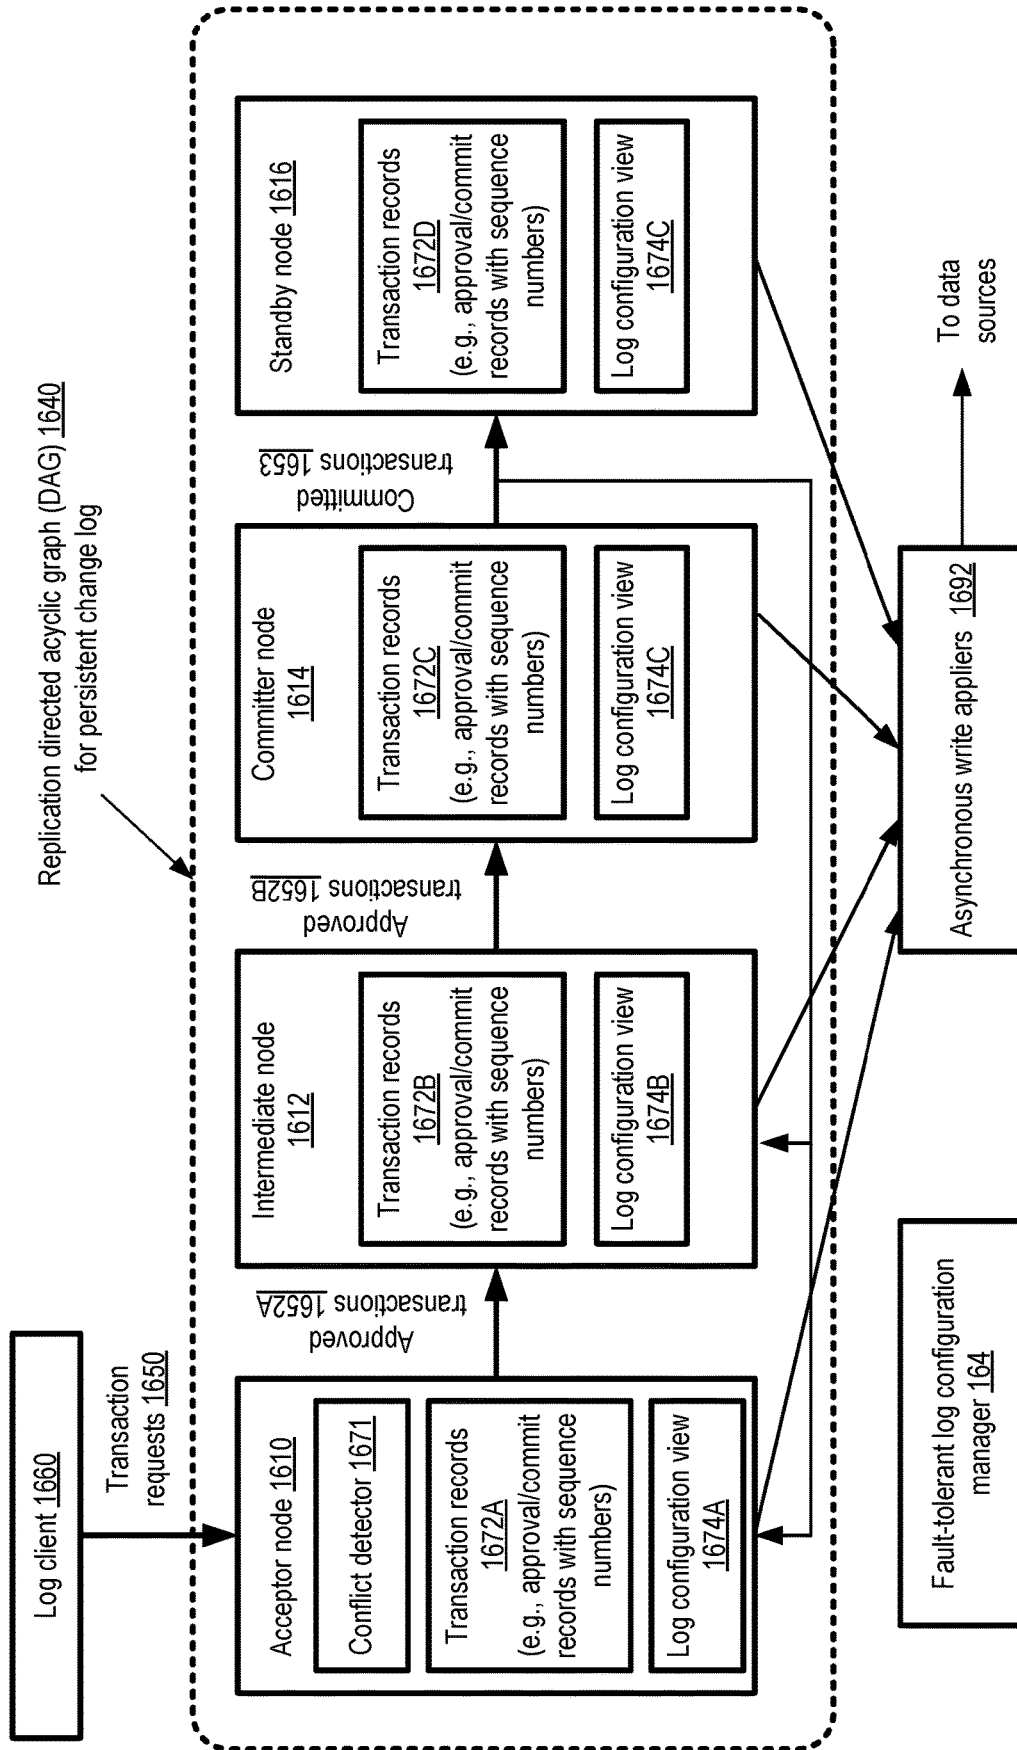 Log client 1660
Transaction
requests 1650
Replication directed acyclic graph (DAG) 1640
for persistent change log
Acceptor node 1610
Conflict detector 1671
Transaction records
1672A
(e.g., approval/commit
records with sequence
numbers)
Log configuration view
1674A
Approved
transactions 1652A
Intermediate node
1612
Transaction records
1672B
(e.g., approval/commit
records with sequence
numbers)
Log configuration view
1674B
Approved
transactions 1652B
Committer node
1614
Transaction records
1672C
(e.g., approval/commit
records with sequence
numbers)
Log configuration view
1674C
Committed
transactions 1653
Standby node 1616
Transaction records
1672D
(e.g., approval/commit
records with sequence
numbers)
Log configuration view
1674C
Fault-tolerant log configuration
manager 164
Asynchronous write appliers 1692
To data
sources